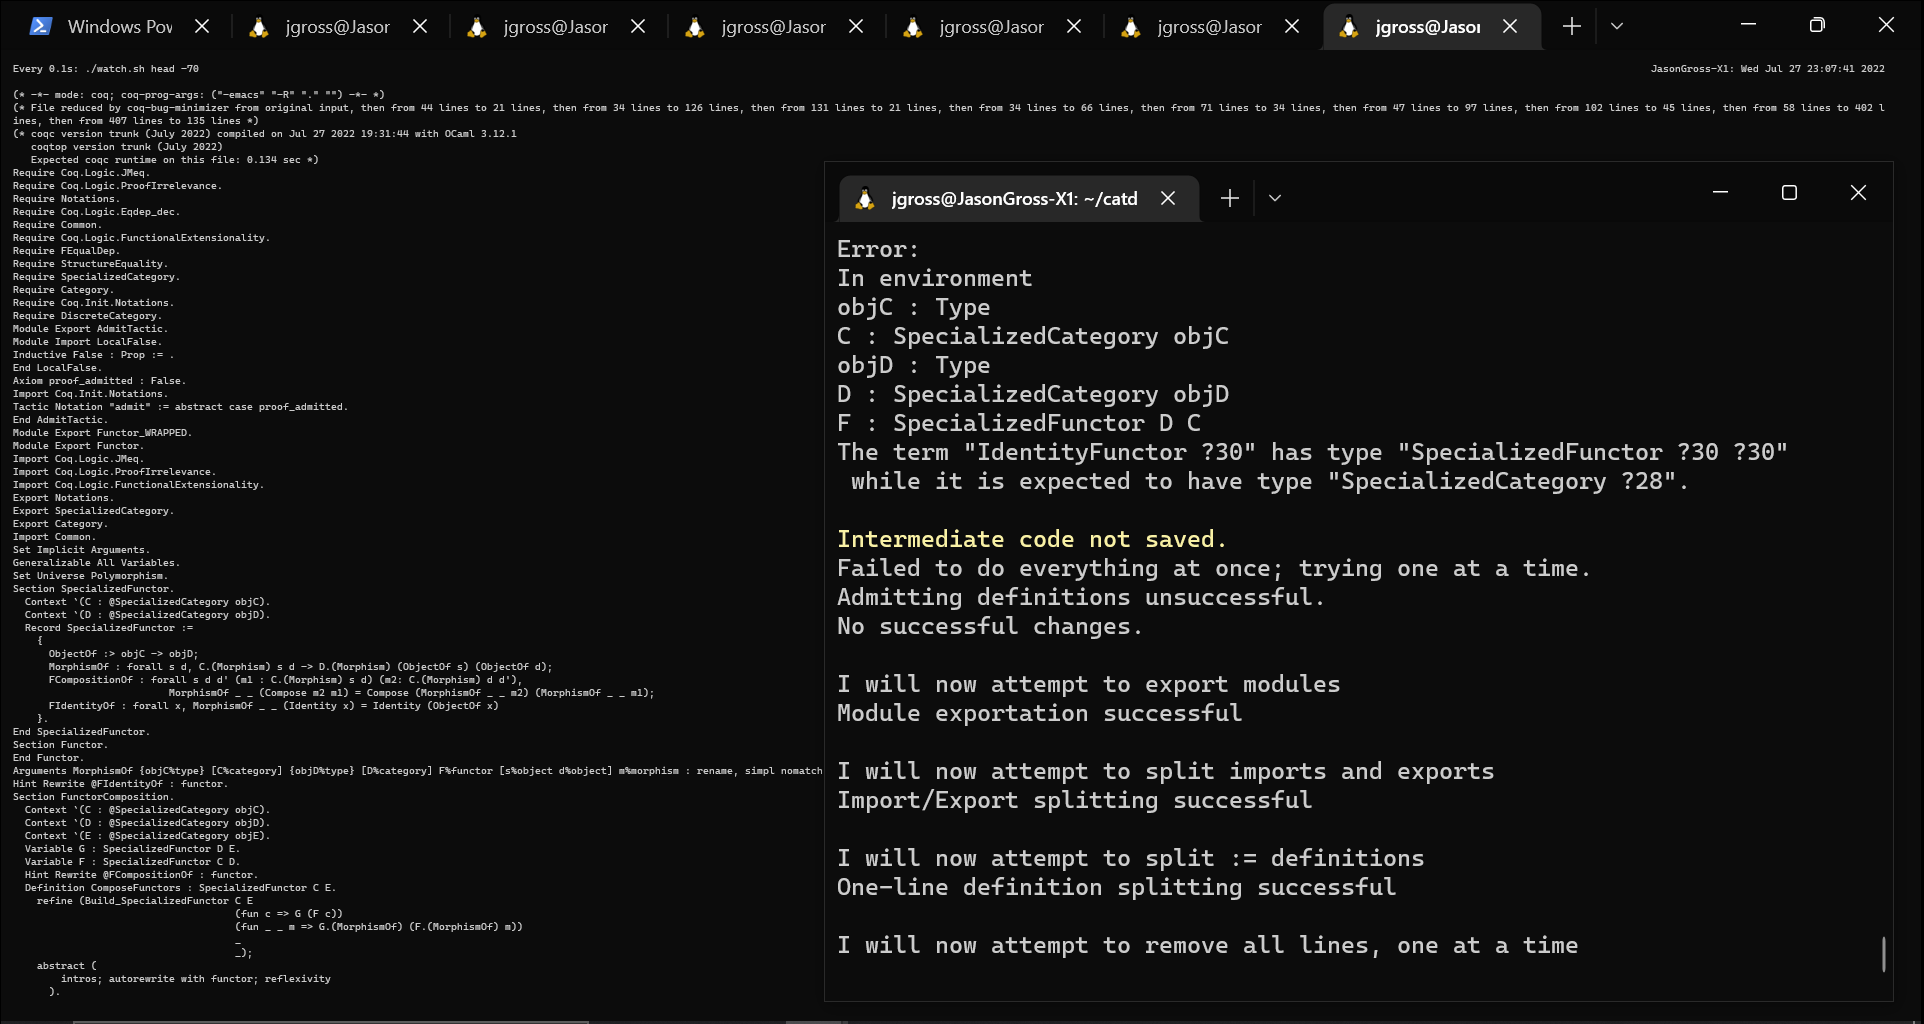 Windows Pov
jgross@Jasor
jgross@Jasor
jgross@Jasor
jgross@Jasor
jgross@Jasor
jgross@Jasor
Every 0.1s: ./watch.sh head -70
JasonGross-X1: Wed Jul 27 23:07:41 2022
(* -*- mode: coq; coq-prog-args: ("-emacs" "-R" "." "") -*- *)
(* File reduced by coq-bug-minimizer from original input, then from 44 lines to 21 lines, then from 34 lines to 126 lines, then from 131 lines to 21 lines, then from 34 lines to 66 lines, then from 71 lines to 34 lines, then from 47 lines to 97 lines, then from 102 lines to 45 lines, then from 58 lines to 402 l
ines, then from 407 lines to 135 lines *)
(* coqc version trunk (July 2022) compiled on Jul 27 2022 19:31:44 with OCaml 3.12.1
coqtop version trunk (July 2022)
Expected coqc runtime on this file: 0.134 sec *)
Require Coq.Logic.JMeq.
Require Coq.Logic.ProofIrrelevance.
Require Notations.
Require Coq.Logic.Eqdep_dec.
Require Common.
Require Coq.Logic.FunctionalExtensionality.
Require FEqualDep.
Require StructureEquality.
Require SpecializedCategory.
Require Category.
Require Coq.Init.Notations.
Require DiscreteCategory.
Module Export AdmitTactic.
Module Import LocalFalse.
Inductive False : Prop := .
End LocalFalse.
Axiom proof_admitted : False.
Import Coq.Init.Notations.
Tactic Notation "admit" := abstract case proof_admitted.
End AdmitTactic.
Module Export Functor_WRAPPED.
Module Export Functor.
Import Coq.Logic.JMeq.
Import Coq.Logic.ProofIrrelevance.
Import Coq.Logic.FunctionalExtensionality.
Export Notations.
Export SpecializedCategory.
Export Category.
Import Common.
Set Implicit Arguments.
Generalizable All Variables.
Set Universe Polymorphism.
Section SpecializedFunctor.
Context `(C : @SpecializedCategory objC).
Context `(D : @SpecializedCategory objD).
Record SpecializedFunctor :=
{
ObjectOf :> objC -> objD;
MorphismOf : forall s d, C.(Morphism) s d -> D.(Morphism) (ObjectOf s) (ObjectOf d);
FCompositionOf : forall s d d' (m1 : C.(Morphism) s d) (m2: C.(Morphism) d d'),
MorphismOf _ _ (Compose m2 m1) = Compose (MorphismOf _ _ m2) (MorphismOf _ _ m1);
FIdentityOf : forall x, MorphismOf _ _ (Identity x) = Identity (ObjectOf x)
}.
End SpecializedFunctor.
Section Functor.
End Functor.
Arguments MorphismOf {objC%type} [C%category] {objD%type} [D%category] F%functor [s%object d%object] m%morphism : rename, simpl nomatch
Hint Rewrite @FIdentityOf : functor.
Section FunctorComposition.
Context `(C : @SpecializedCategory objC).
Context `(D : @SpecializedCategory objD).
Context `(E : @SpecializedCategory objE).
Variable G : SpecializedFunctor D E.
Variable F : SpecializedFunctor C D.
Hint Rewrite @FCompositionOf : functor.
Definition ComposeFunctors : SpecializedFunctor C E.
refine (Build_SpecializedFunctor C E
(fun c => G (F c))
(fun _ _ m => G.(MorphismOf) (F.(MorphismOf) m))
_
_);
abstract (
intros; autorewrite with functor; reflexivity
).
jgross@JasonGross-X1: ~/catd
Error:
In environment
objC : Type
C : SpecializedCategory objC
objD : Type
D : SpecializedCategory objD
F : SpecializedFunctor D C
The term "IdentityFunctor ?30" has type "SpecializedFunctor ?30 ?30"
while it is expected to have type "SpecializedCategory ?28".
Intermediate code not saved.
Failed to do everything at once; trying one at a time.
Admitting definitions unsuccessful.
No successful changes.
I will now attempt to export modules
Module exportation successful
I will now attempt to split imports and exports
Import/Export splitting successful
I will now attempt to split := definitions
One-line definition splitting successful
I will now attempt to remove all lines, one at a time